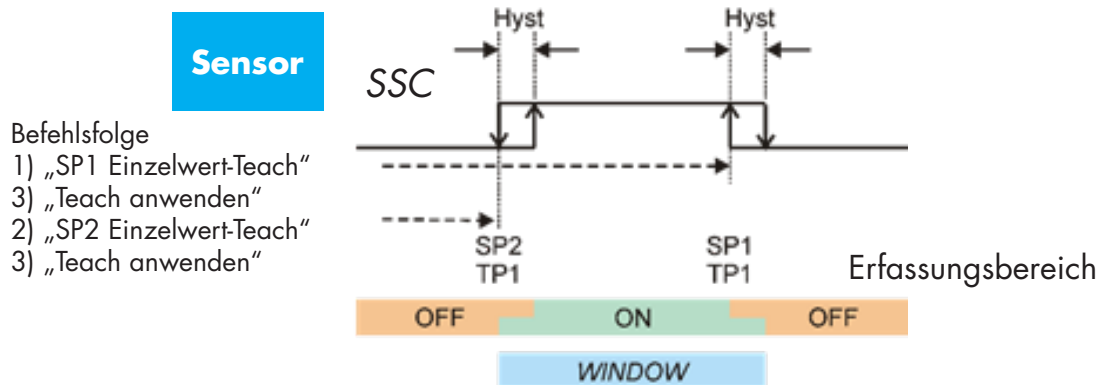 Hyst Hyst
Sensor
SSC
Befehlsfolge
1) „SP1 Einzelwert-Teach“
3) „Teach anwenden“
2) „SP2 Einzelwert-Teach“
3) „Teach anwenden“
SP2 SP1
TP1 TP1
Erfassungsbereich
OFF ON OFF
WINDOW